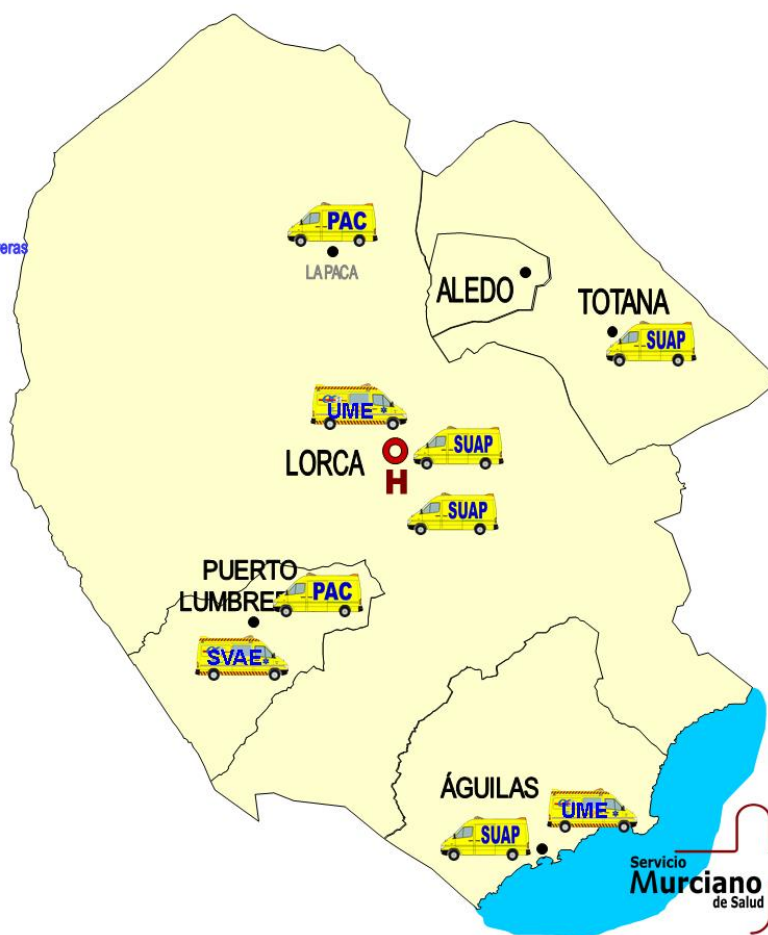 PAC
eras
LA PACA
ALEDO
TOTANA
SUAP
UME
SUAP
LORCA
H
SUAP
PUERTO
PAC
LUMBRE
SVAE
ÁGUILAS
UME
SUAP
Servicio
Murciano
de Salud